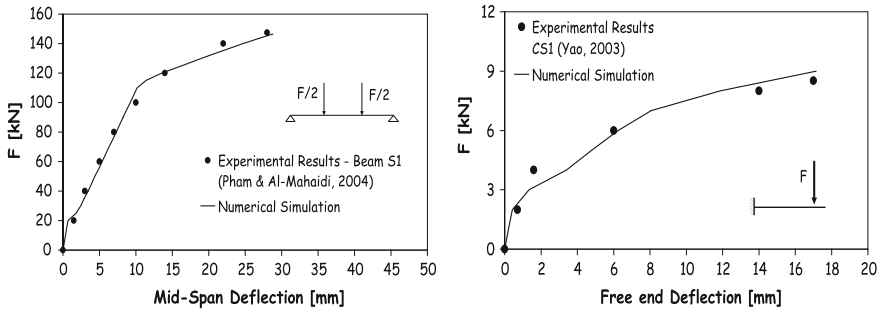 160
140
120
100
80
60
40
20
0
F [kN]
0 5 10 15 20 25 30 35 40 45 50
Mid-Span Deflection [mm]
F/2 F/2
Experimental Results - Beam S1
(Pham & Al-Mahaidi, 2004)
Numerical Simulation
12
9
6
3
0
F [kN]
0 2 4 6 8 10 12 14 16 18 20
Free end Deflection [mm]
Experimental Results
CS1 (Yao, 2003)
Numerical Simulation
F